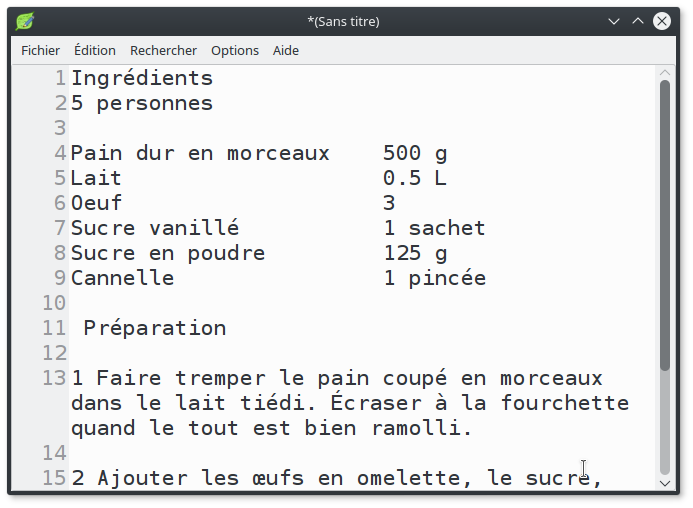 *(Sans titre)
Fichier Édition Rechercher Options Aide
1 Ingrédients
2 5 personnes
3
4 Pain dur en morceaux 500 g
5 Lait 0.5 L
6 Oeuf 3
7 Sucre vanillé 1 sachet
8 Sucre en poudre 125 g
9 Cannelle 1 pincée
10
11 Préparation
12
13 1 Faire tremper le pain coupé en morceaux
dans le lait tiédi. Écraser à la fourchette
quand le tout est bien ramolli.
14
15 2 Ajouter les œufs en omelette, le sucre,